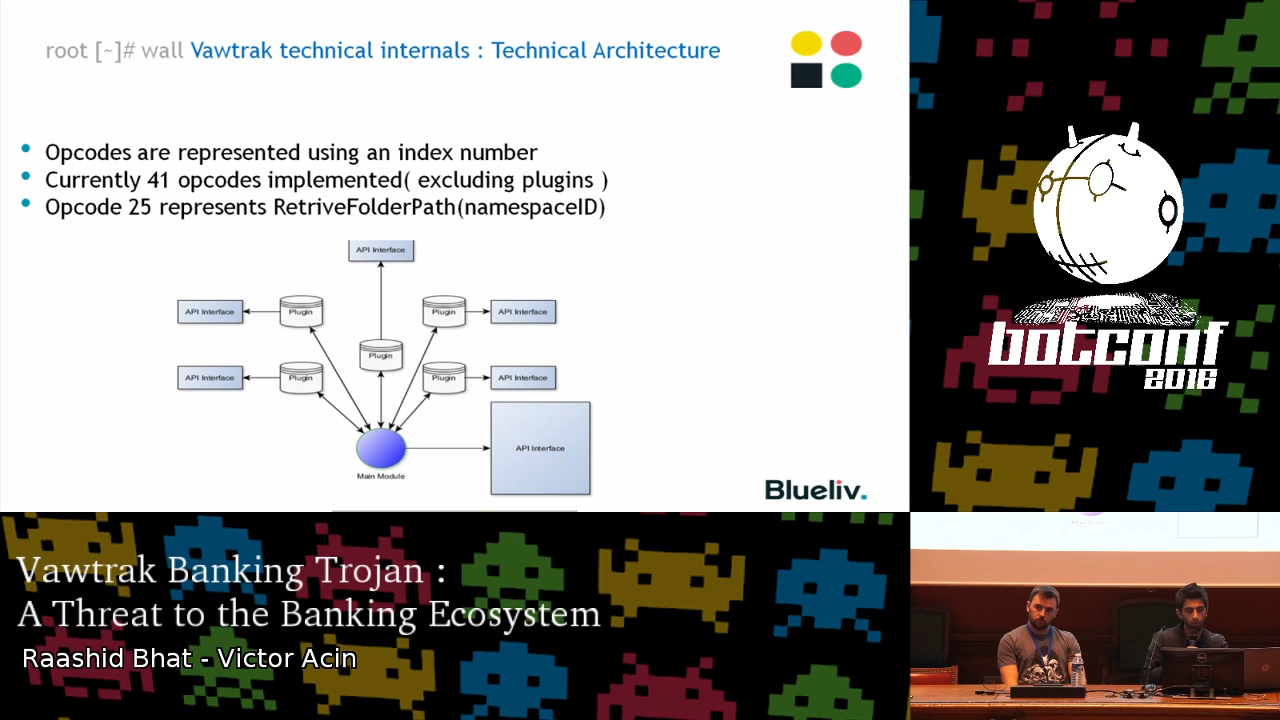 root [~]# wall Vawtrak technical internals : Technical Architecture
Opcodes are represented using an index number
Currently 41 opcodes implemented( excluding plugins )
Opcode 25 represents RetriveFolderPath(namespaceID)
API Interface
API Interface
Plugin
Plugin
API Interface
Plugin
API Interface
Plugin
Plugin
API Interface
API Interface
Main Module
Blueliv.
botconf
2016
Vawtrak Banking Trojan :
A Threat to the Banking Ecosystem
Raashid Bhat - Victor Acin